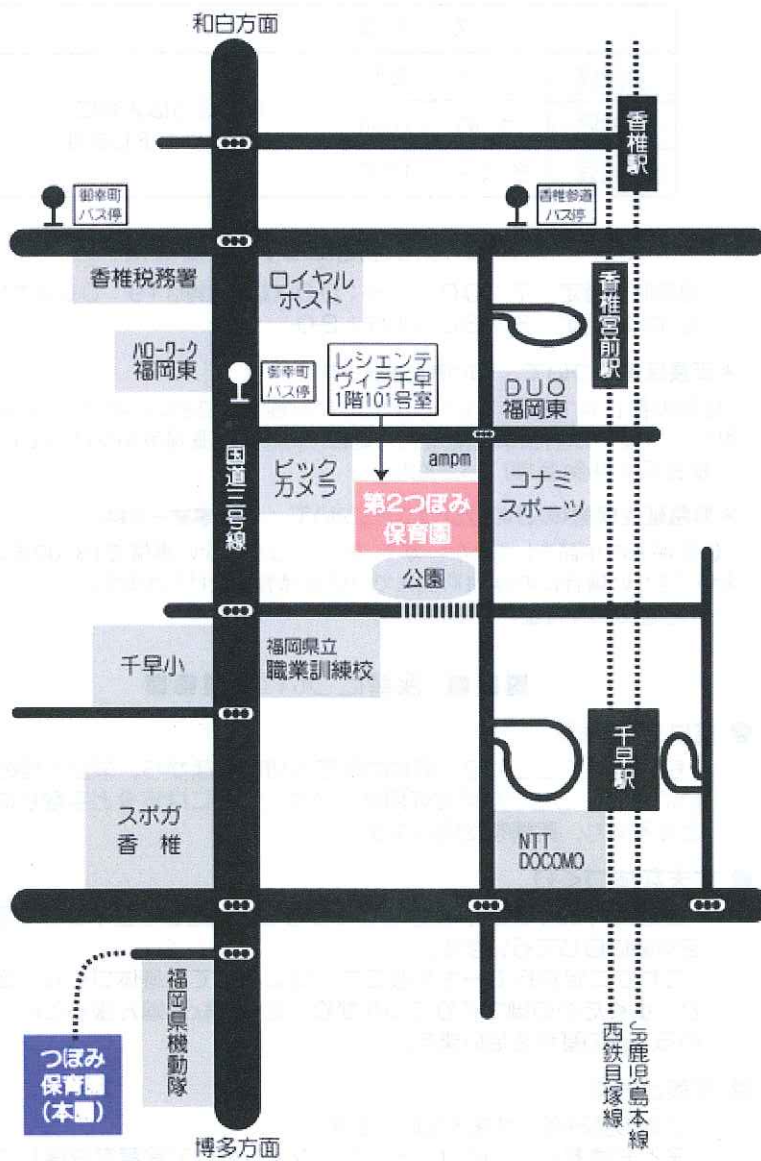 和白方面
香椎駅
御幸町
バス停
香椎参道
バス停
香椎税務署
ロイヤル
ホスト
香椎宮前駅
ハローワーク
福岡東
御幸町
バス停
レシェンテ
ヴィラ千早
1階101号室
DUO
福岡東
国道三号線
ビック
カメラ
ampm
コナミ
スポーツ
第2つぼみ
保育園
公園
千早小
福岡県立
職業訓練校
千早駅
スポガ
香椎
NTT
DOCOMO
福岡県機動隊
つぼみ
保育園
(本園)
西鉄貝塚線
JR鹿児島本線
博多方面